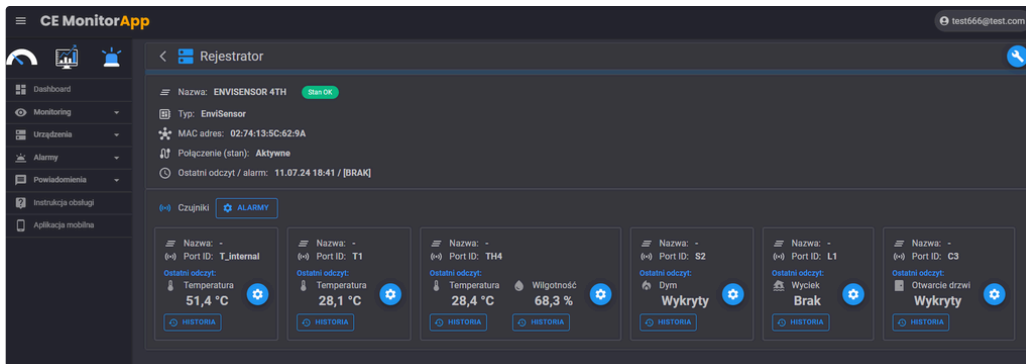 CE MonitorApp
test666@test.com
Dashboard
Monitoring
Urządzenia
Alarmy
Powiadomienia
Instrukcja obsługi
Aplikacja mobilna
Rejestrator
Nazwa: ENVISENSOR 4TH Stan OK
Typ: EnviSensor
MAC adres: 02:74:13:5C:62:9A
Połączenie (stan): Aktywne
Ostatni odczyt / alarm: 11.07.24 18:41 / [BRAK]
Czujniki ALARMY
Nazwa: -
Port ID: T_internal
Ostatni odczyt:
Temperatura
51,4 °C
HISTORIA
Nazwa: -
Port ID: T1
Ostatni odczyt:
Temperatura
28,1 °C
HISTORIA
Nazwa: -
Port ID: TH4
Ostatni odczyt:
Temperatura Wilgotność
28,4 °C 68,3 %
HISTORIA HISTORIA
Nazwa: -
Port ID: S2
Ostatni odczyt:
Dym
Wykryty
HISTORIA
Nazwa: -
Port ID: L1
Ostatni odczyt:
Wyciek
Brak
HISTORIA
Nazwa: -
Port ID: C3
Ostatni odczyt:
Otwarcie drzwi
Wykryty
HISTORIA